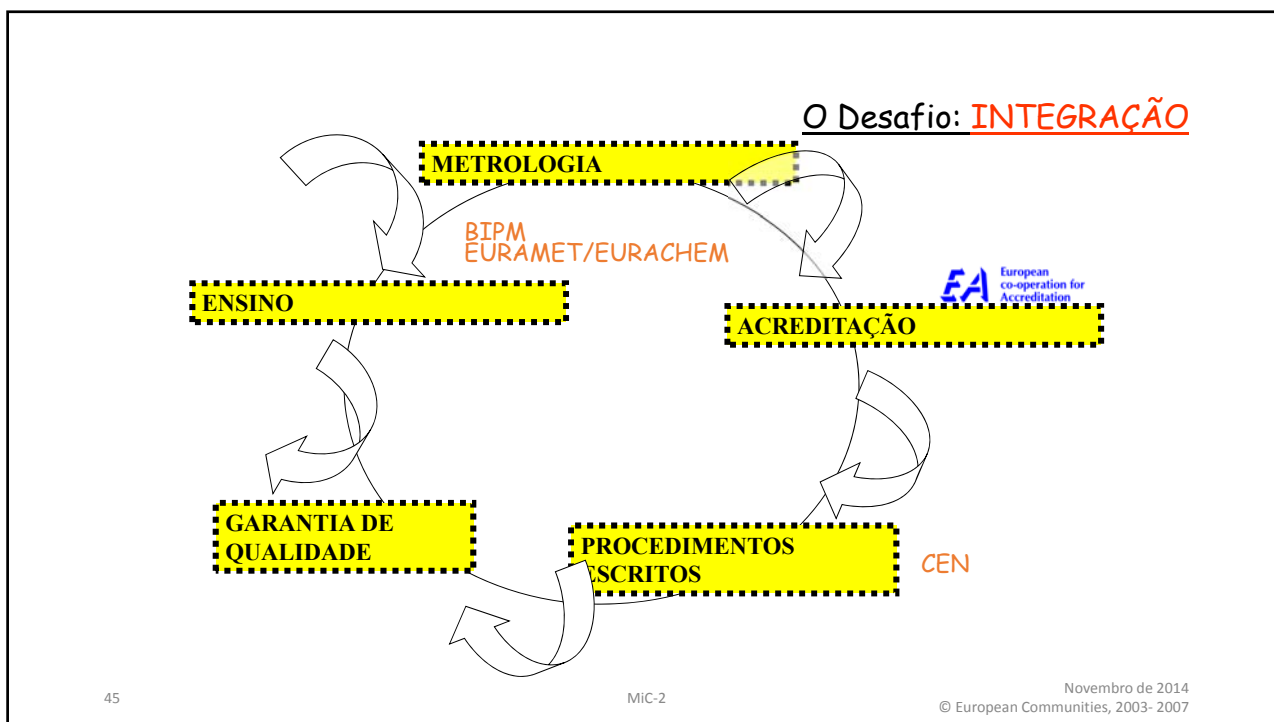 O Desafio: INTEGRAÇÃO
METROLOGIA
BIPM
EURAMET/EURACHEM
ENSINO
EA European
co-operation for
Accreditation
ACREDITAÇÃO
GARANTIA DE
QUALIDADE
PROCEDIMENTOS
ESCRITOS
CEN
45
MiC-2
Novembro de 2014
© European Communities, 2003- 2007